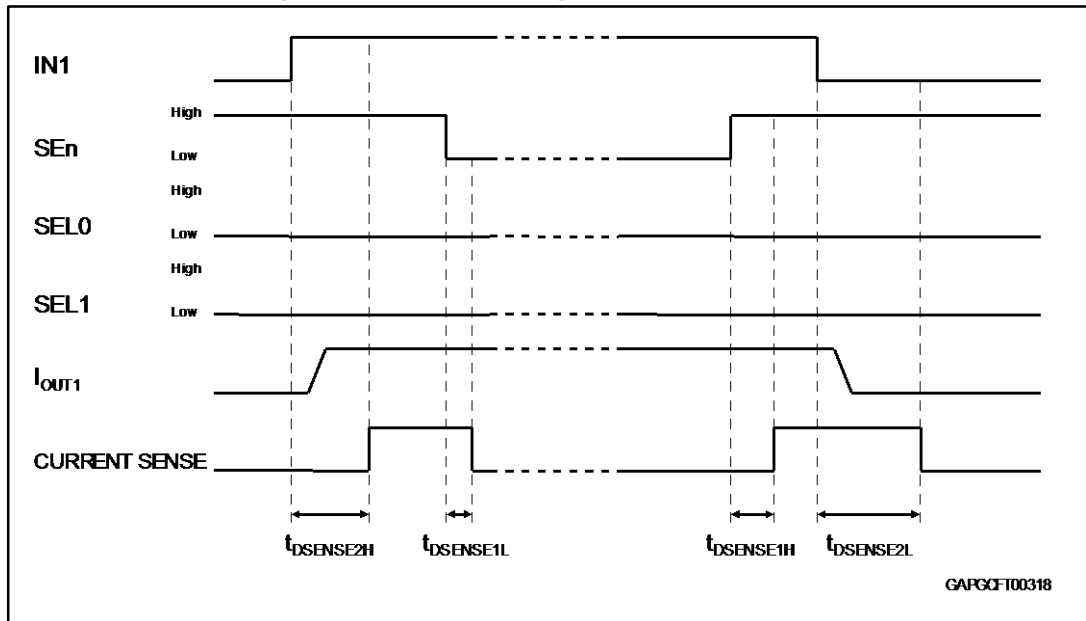 IN1
High
SEn
Low
High
SEL0
Low
High
SEL1
Low
IOUT1
CURRENT SENSE
tDSENSE2H
tDSENSE1L
tDSENSE1H
tDSENSE2L
GAPGCFT00318